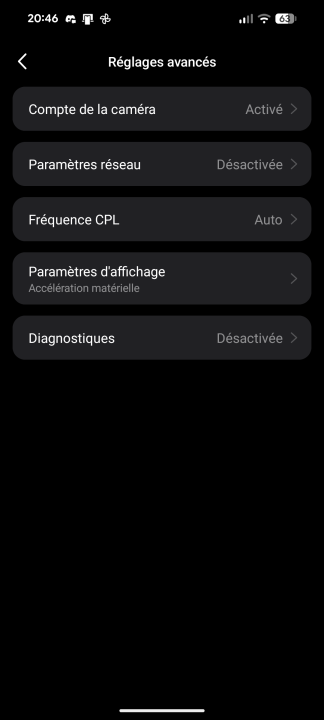 20:46
63
Réglages avancés
Compte de la caméra Activé
Paramètres réseau Désactivée
Fréquence CPL Auto
Paramètres d'affichage
Accélération matérielle
Diagnostiques Désactivée